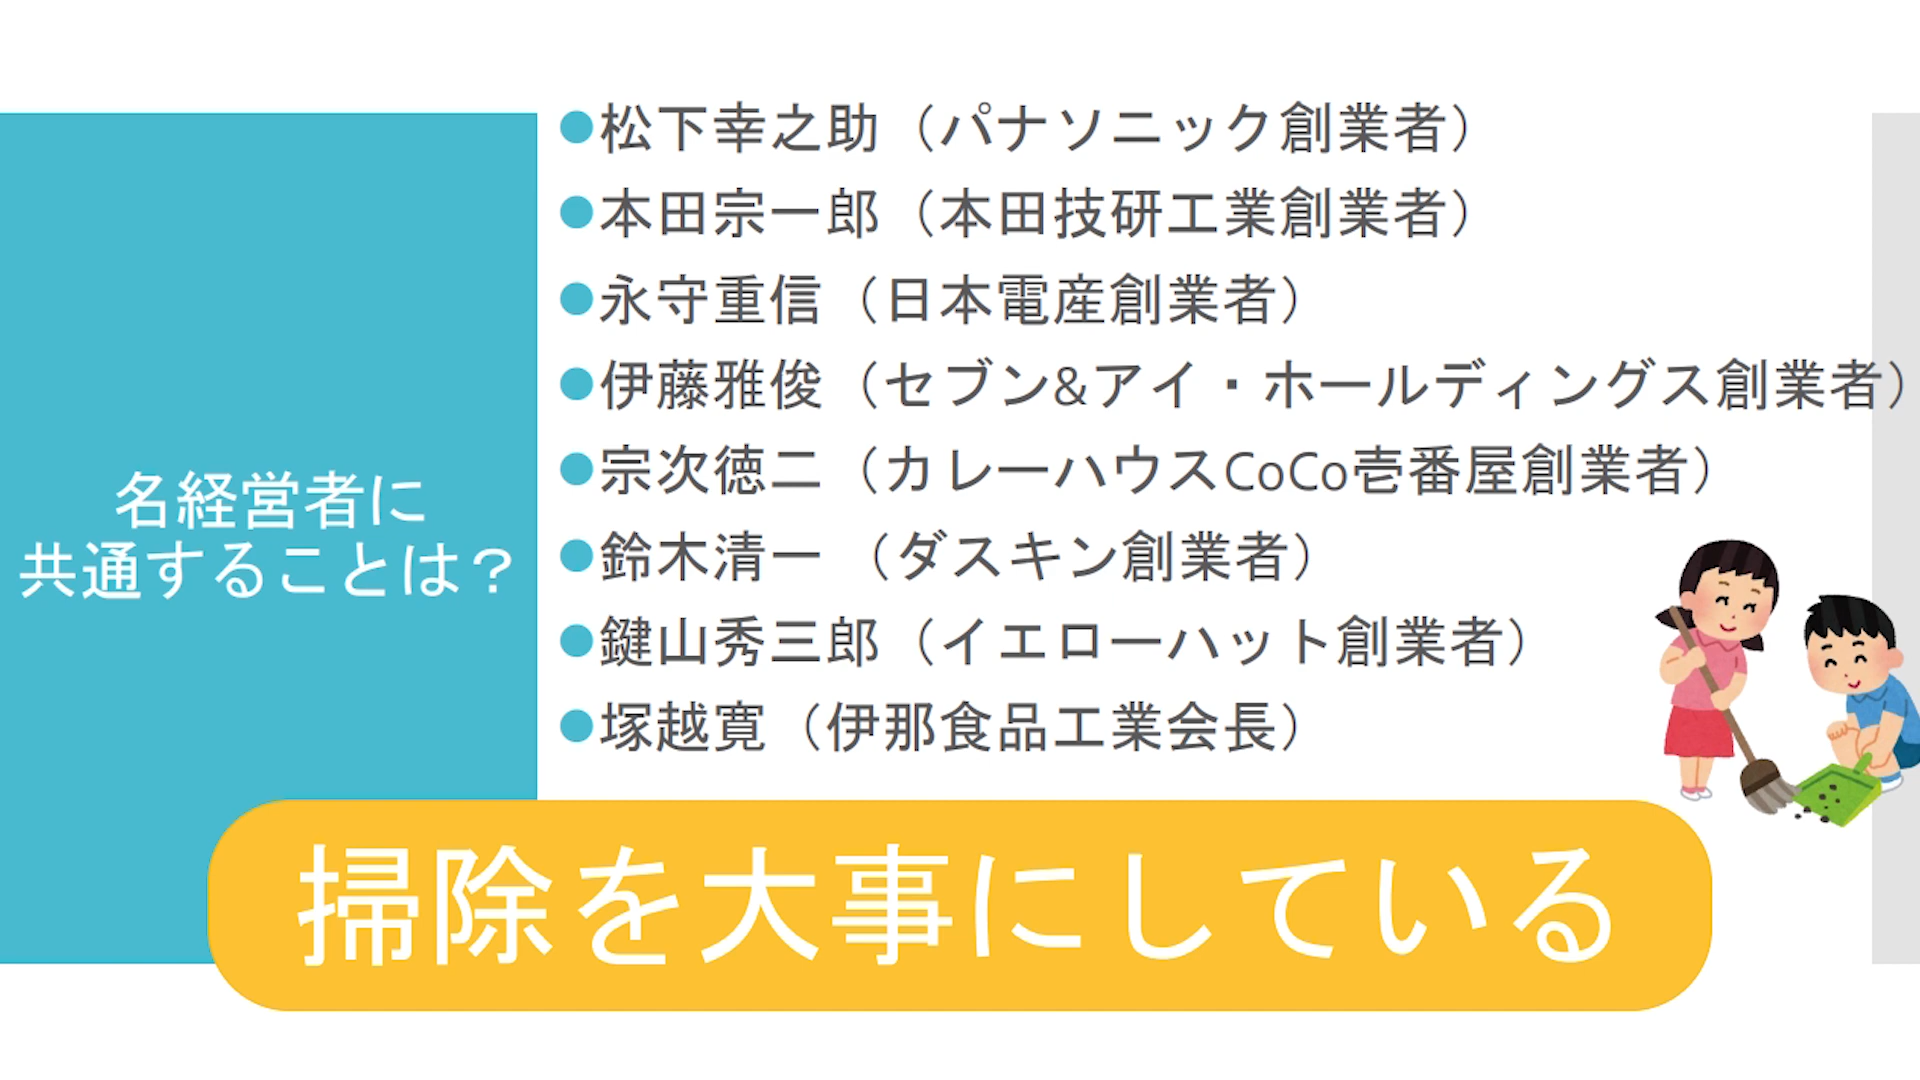 名経営者に
共通することは？
●松下幸之助（パナソニック創業者）
●本田宗一郎（本田技研工業創業者）
●永守重信（日本電産創業者）
●伊藤雅俊（セブン&アイ・ホールディングス創業者）
●宗次徳二（カレーハウスCoCo壱番屋創業者）
●鈴木清一（ダスキン創業者）
●鍵山秀三郎（イエローハット創業者）
●塚越寛（伊那食品工業会長）
掃除を大事にしている